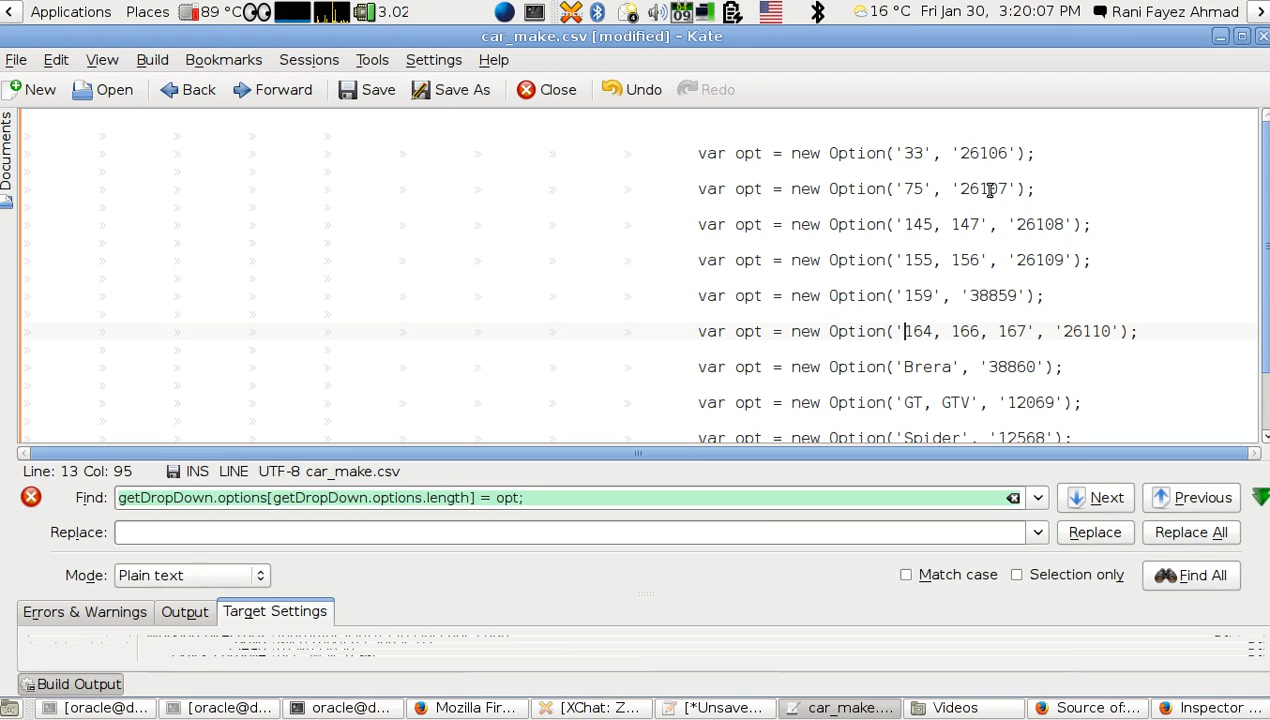 Applications Places 89 °C 3.02 09 16 °C Fri Jan 30, 3:20:07 PM Rani Fayez Ahmad
car_make.csv [modified] – Kate
File Edit View Build Bookmarks Sessions Tools Settings Help
New Open Back Forward Save Save As Close Undo Redo
Documents
var opt = new Option('33', '26106');
var opt = new Option('75', '26107');
var opt = new Option('145, 147', '26108');
var opt = new Option('155, 156', '26109');
var opt = new Option('159', '38859');
var opt = new Option('164, 166, 167', '26110');
var opt = new Option('Brera', '38860');
var opt = new Option('GT, GTV', '12069');
var opt = new Option('Spider', '12568');
Line: 13 Col: 95 INS LINE UTF-8 car_make.csv
Find: getDropDown.options[getDropDown.options.length] = opt; Next Previous
Replace: Replace Replace All
Mode: Plain text Match case Selection only Find All
Errors & Warnings Output Target Settings
Build Output
[oracle@d... [oracle@d... oracle@d... Mozilla Fir... [XChat: Z... [*Unsave... car_make.... Videos Source of... Inspector ...